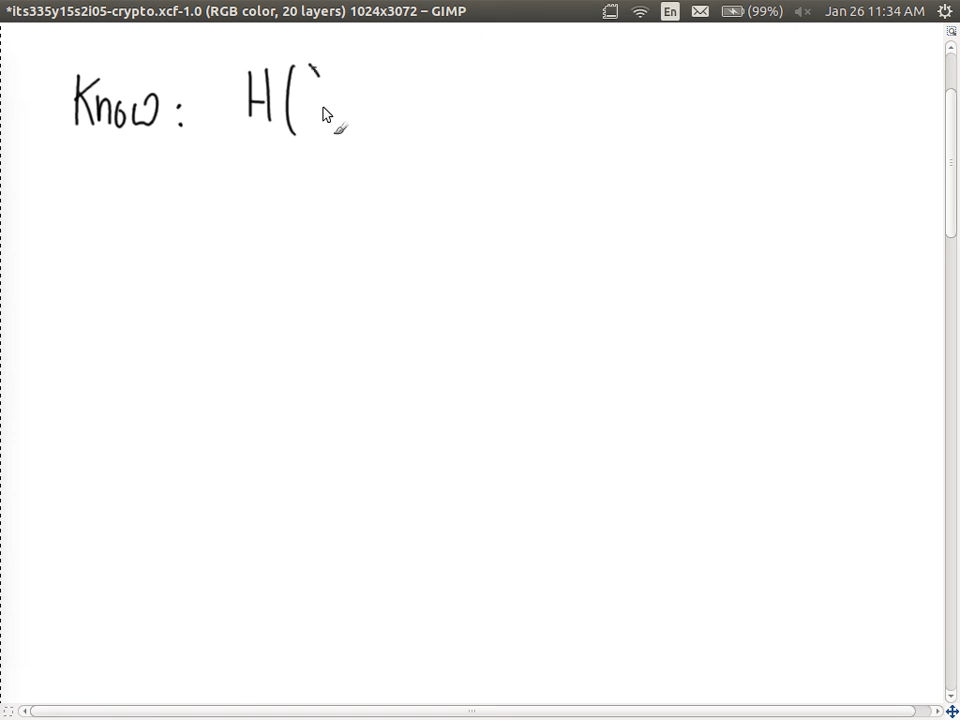 *its335y15s2i05-crypto.xcf-1.0 (RGB color, 20 layers) 1024x3072 – GIMP En (99%) Jan 26 11:34 AM
Know: H(